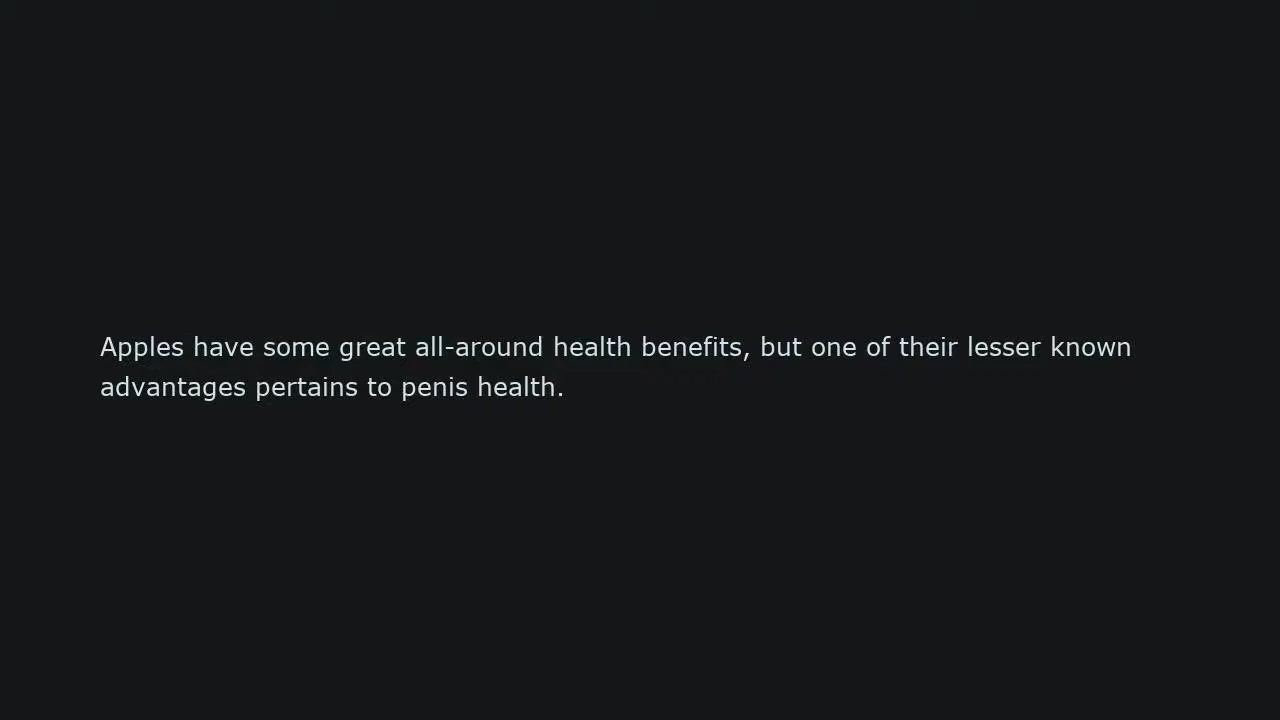 Apples have some great all-around health benefits, but one of their lesser known
advantages pertains to penis health.